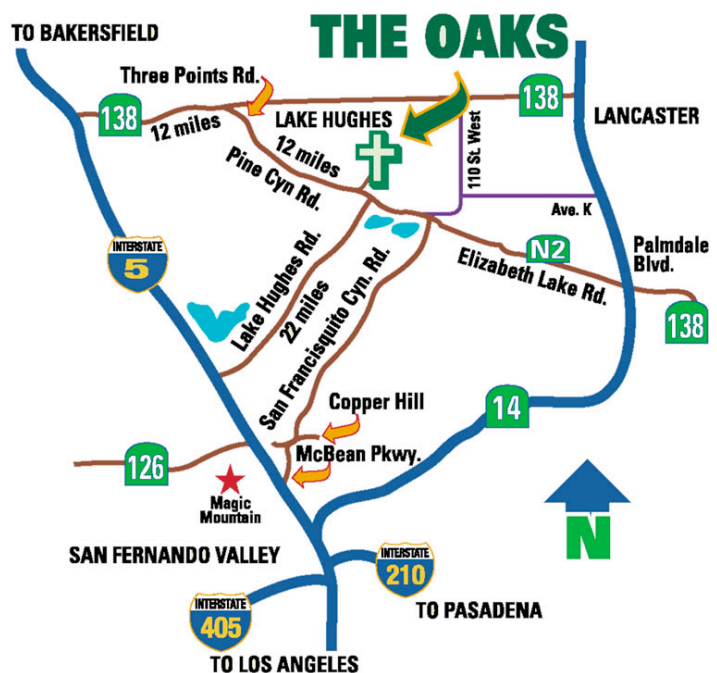 TO BAKERSFIELD
THE OAKS
Three Points Rd.
138
12 miles
LAKE HUGHES
138
LANCASTER
12 miles
110 St. West
Pine Cyn Rd.
Ave. K
INTERSTATE
5
N2
Palmdale
Blvd.
Elizabeth Lake Rd.
Lake Hughes Rd.
22 miles
San Francisquito Cyn. Rd.
138
Copper Hill
14
McBean Pkwy.
126
Magic
Mountain
N
SAN FERNANDO VALLEY
INTERSTATE
210
INTERSTATE
405
TO PASADENA
TO LOS ANGELES